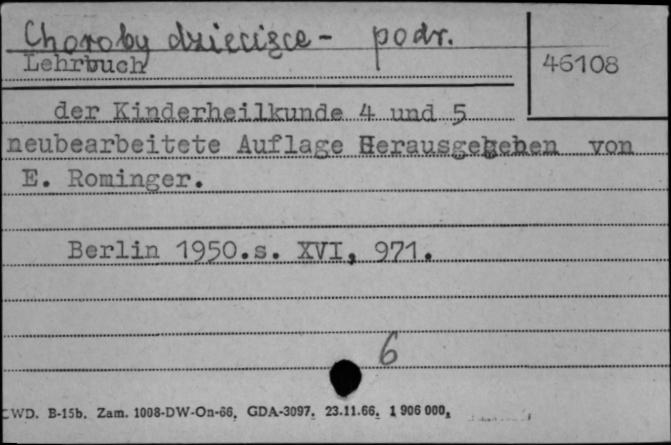 Choroby dziecięce - podr.
Lehrbuch
46108
der Kinderheilkunde 4 und 5
neubearbeitete Auflage Herausgegeben von
E. Rominger.
Berlin 1950.s. XVI, 971.
6
CWD. B-15b. Zam. 1008-DW-On-66. GDA-3097. 23.11.66. 1 906 000,